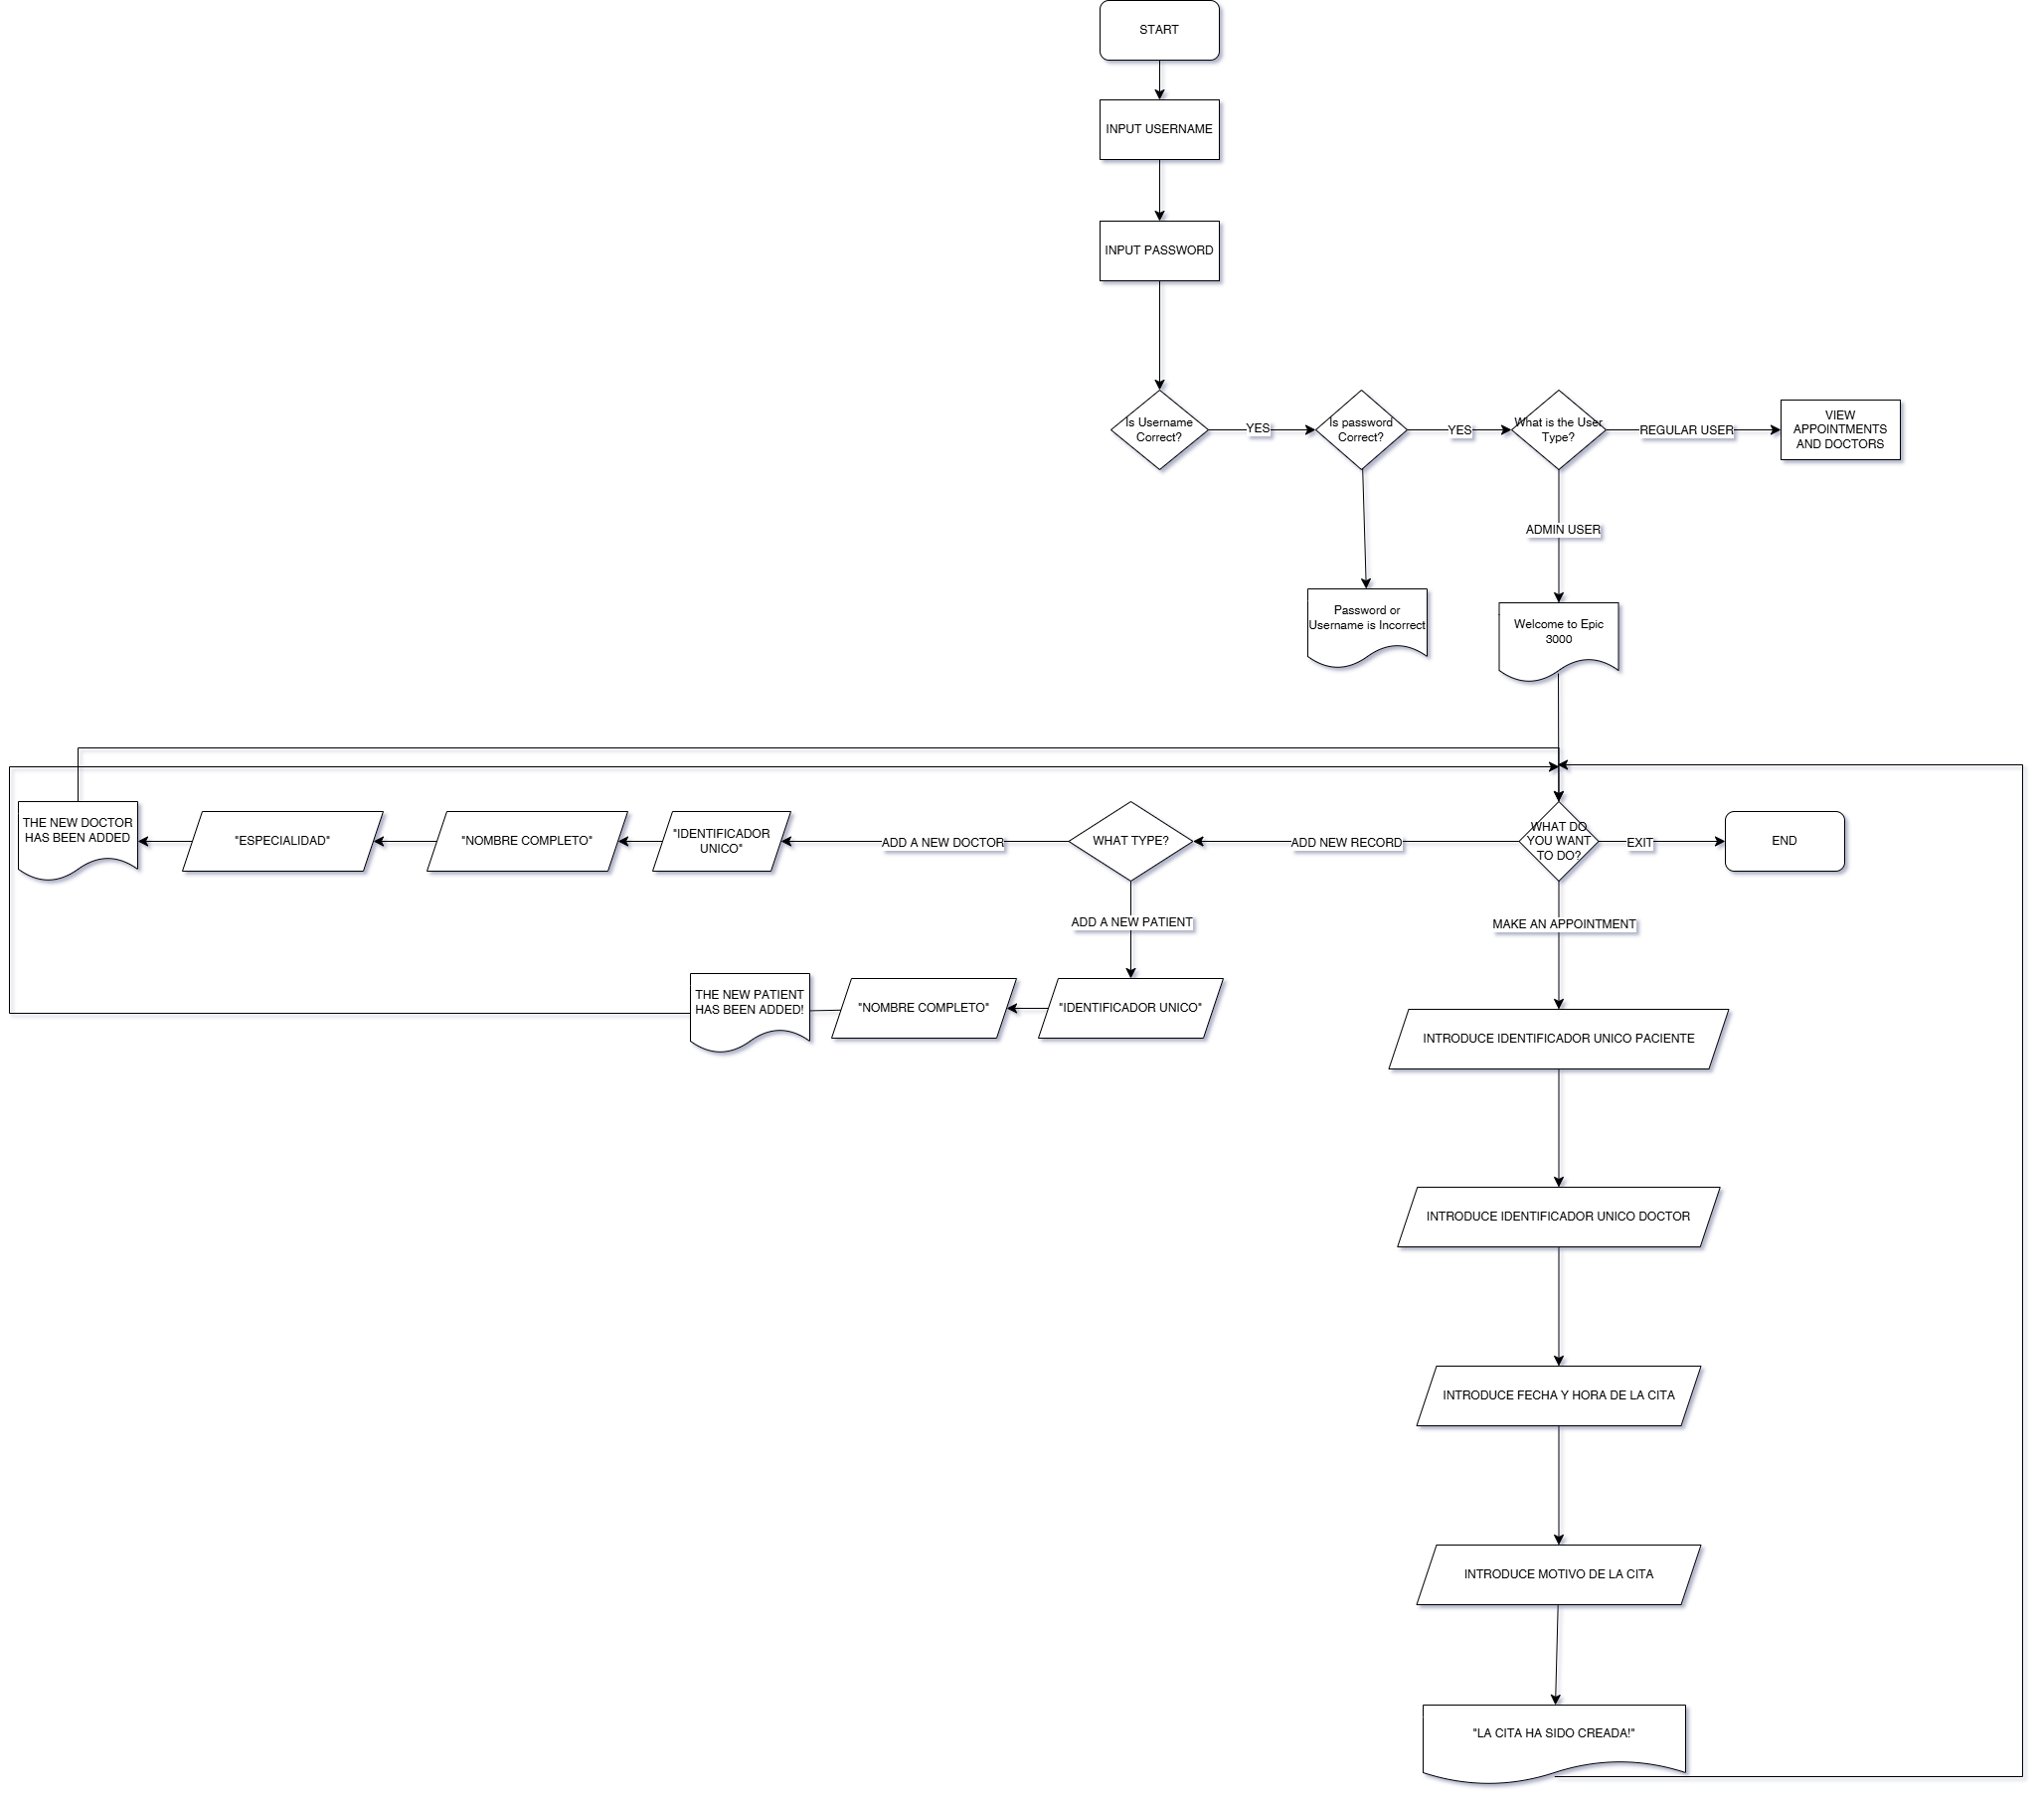 START
INPUT USERNAME
INPUT PASSWORD
Is Username
Correct?
YES
Is password
Correct?
YES
What is the User
Type?
REGULAR USER
VIEW
APPOINTMENTS
AND DOCTORS
ADMIN USER
Password or
Username is Incorrect
Welcome to Epic
3000
THE NEW DOCTOR
HAS BEEN ADDED
"ESPECIALIDAD"
"NOMBRE COMPLETO"
"IDENTIFICADOR
UNICO"
ADD A NEW DOCTOR
WHAT TYPE?
ADD NEW RECORD
WHAT DO
YOU WANT
TO DO?
EXIT
END
ADD A NEW PATIENT
MAKE AN APPOINTMENT
THE NEW PATIENT
HAS BEEN ADDED!
"NOMBRE COMPLETO"
"IDENTIFICADOR UNICO"
INTRODUCE IDENTIFICADOR UNICO PACIENTE
INTRODUCE IDENTIFICADOR UNICO DOCTOR
INTRODUCE FECHA Y HORA DE LA CITA
INTRODUCE MOTIVO DE LA CITA
"LA CITA HA SIDO CREADA!"